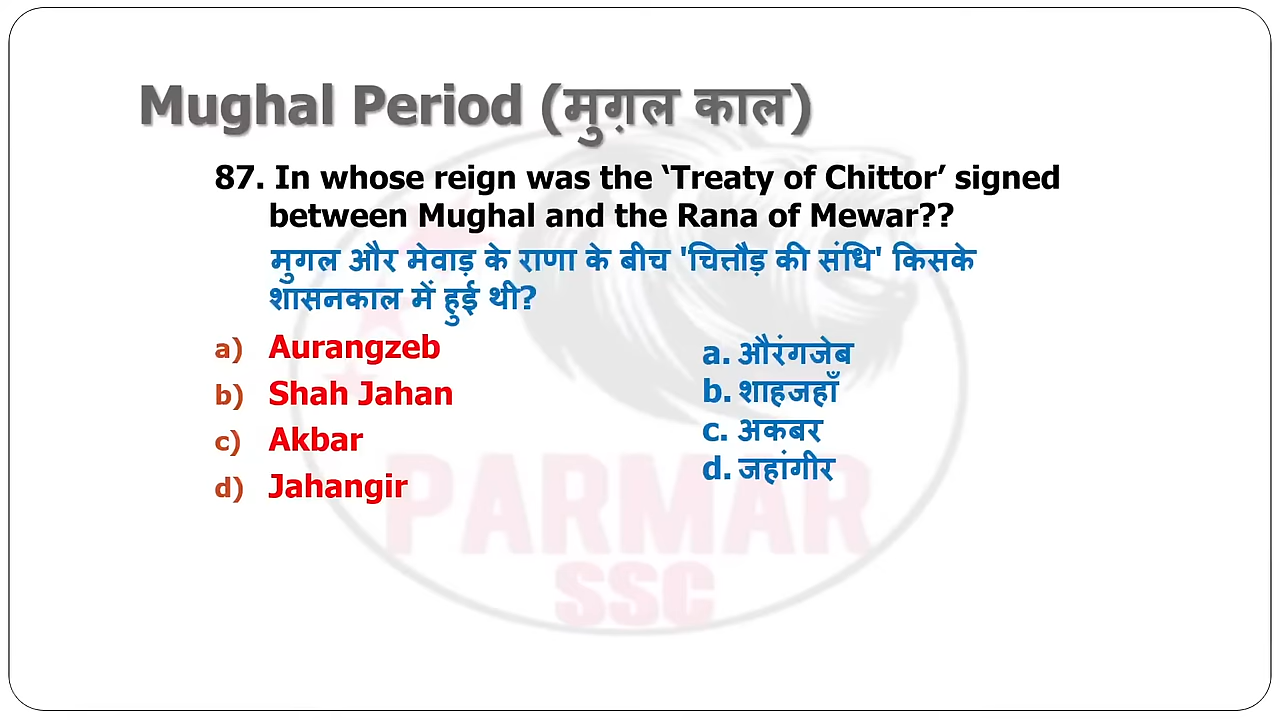 Mughal Period (मुग़ल काल)
87. In whose reign was the ‘Treaty of Chittor’ signed
between Mughal and the Rana of Mewar??
मुगल और मेवाड़ के राणा के बीच 'चित्तौड़ की संधि' किसके
शासनकाल में हुई थी?
a) Aurangzeb
b) Shah Jahan
c) Akbar
d) Jahangir
a. औरंगजेब
b. शाहजहाँ
c. अकबर
d. जहांगीर
PARMAR
SSC